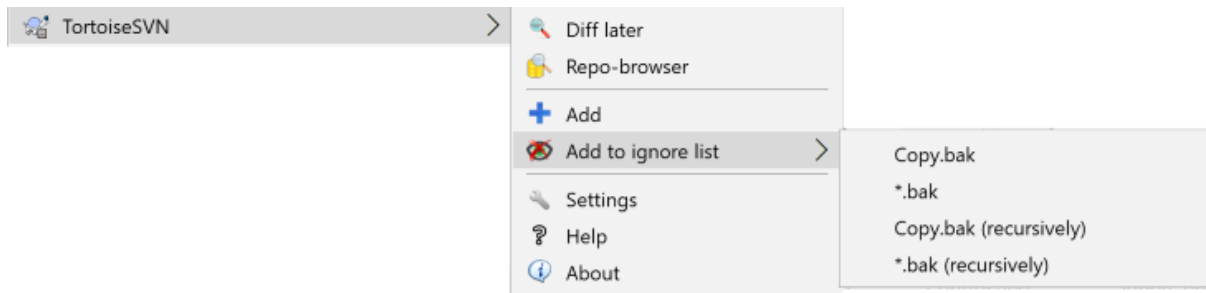 TortoiseSVN
Diff later
Repo-browser
Add
Add to ignore list
Copy.bak
*.bak
Copy.bak (recursively)
*.bak (recursively)
Settings
Help
About